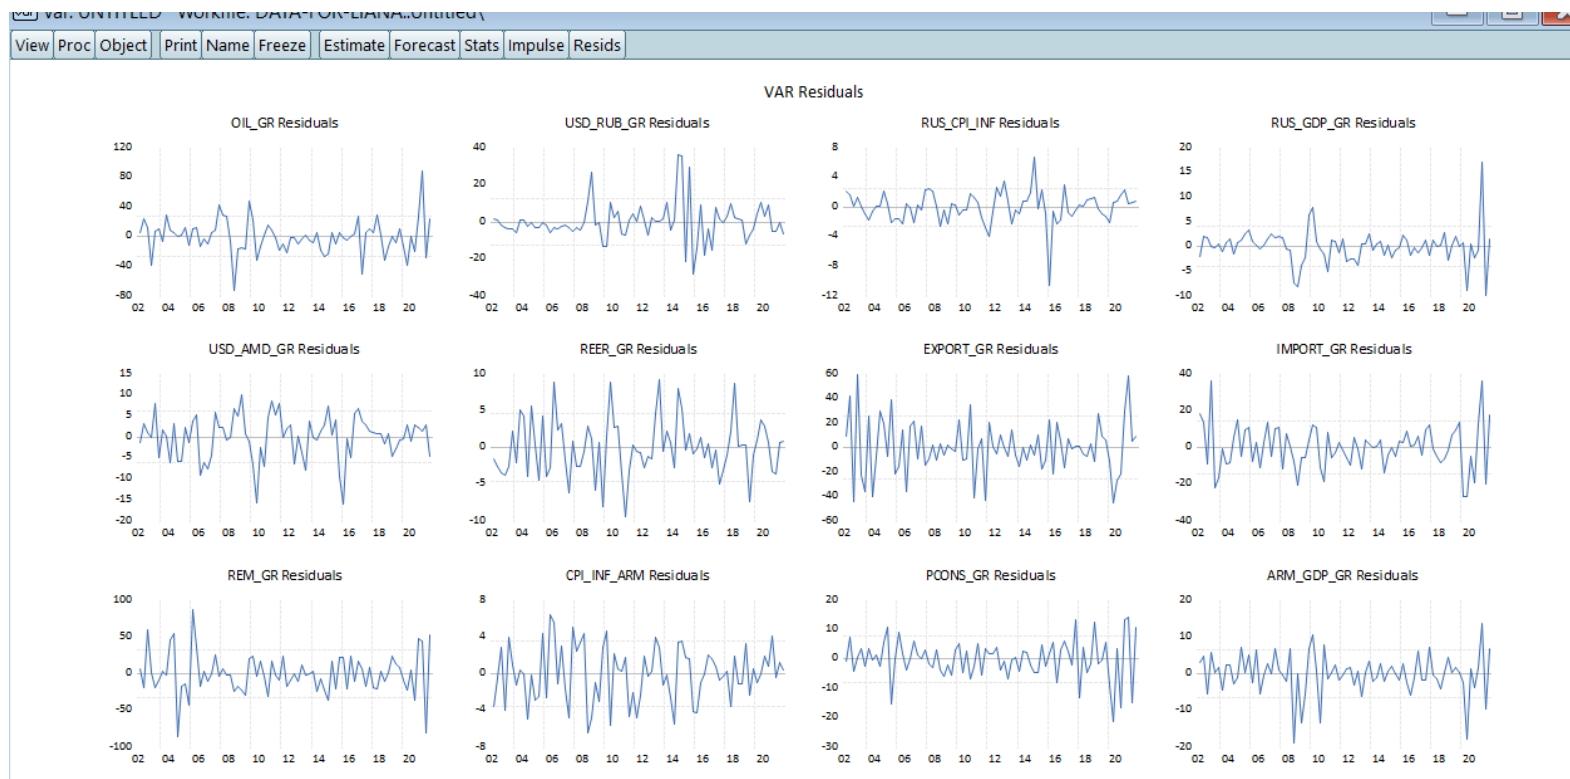 Var: UNTITLED Workfile: DATA-FOR-LIANA::Untitled\
View Proc Object Print Name Freeze Estimate Forecast Stats Impulse Resids
VAR Residuals
OIL_GR Residuals
120
80
40
0
-40
-80
02 04 06 08 10 12 14 16 18 20
USD_RUB_GR Residuals
40
20
0
-20
-40
02 04 06 08 10 12 14 16 18 20
RUS_CPI_INF Residuals
8
4
0
-4
-8
-12
02 04 06 08 10 12 14 16 18 20
RUS_GDP_GR Residuals
20
15
10
5
0
-5
-10
02 04 06 08 10 12 14 16 18 20
USD_AMD_GR Residuals
15
10
5
0
-5
-10
-15
-20
02 04 06 08 10 12 14 16 18 20
REER_GR Residuals
10
5
0
-5
-10
02 04 06 08 10 12 14 16 18 20
EXPORT_GR Residuals
60
40
20
0
-20
-40
-60
02 04 06 08 10 12 14 16 18 20
IMPORT_GR Residuals
40
20
0
-20
-40
02 04 06 08 10 12 14 16 18 20
REM_GR Residuals
100
50
0
-50
-100
02 04 06 08 10 12 14 16 18 20
CPI_INF_ARM Residuals
8
4
0
-4
-8
02 04 06 08 10 12 14 16 18 20
PCONS_GR Residuals
20
10
0
-10
-20
-30
02 04 06 08 10 12 14 16 18 20
ARM_GDP_GR Residuals
20
10
0
-10
-20
02 04 06 08 10 12 14 16 18 20